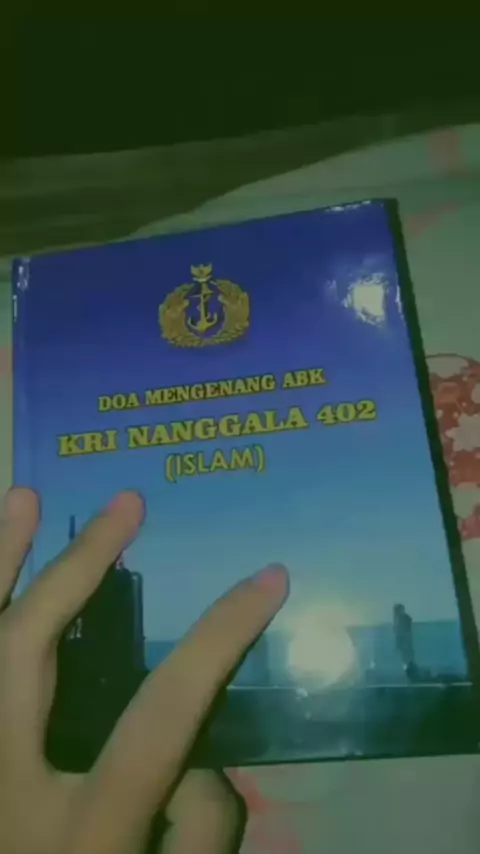 DOA MENGENANG ABK
KRI NANGGALA 402
(ISLAM)